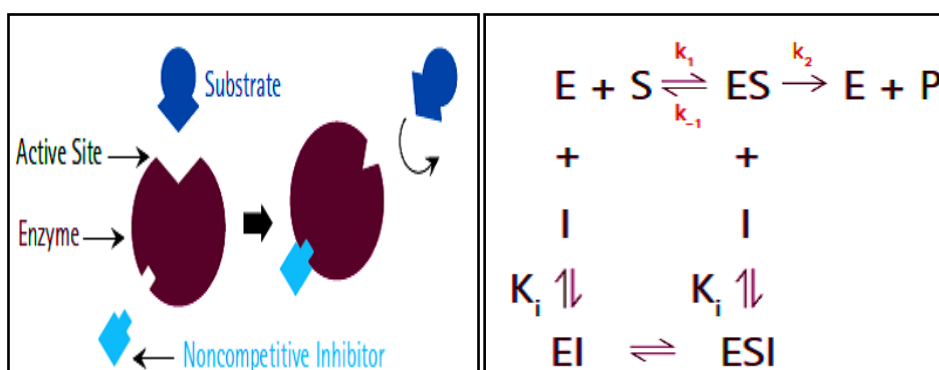 Substrate
Active Site
Enzyme
Noncompetitive Inhibitor
k₁ k₂
E + S ⇌ ES → E + P
k₋₁
+ +
I I
Kᵢ ⇌ Kᵢ ⇌
EI ⇌ ESI